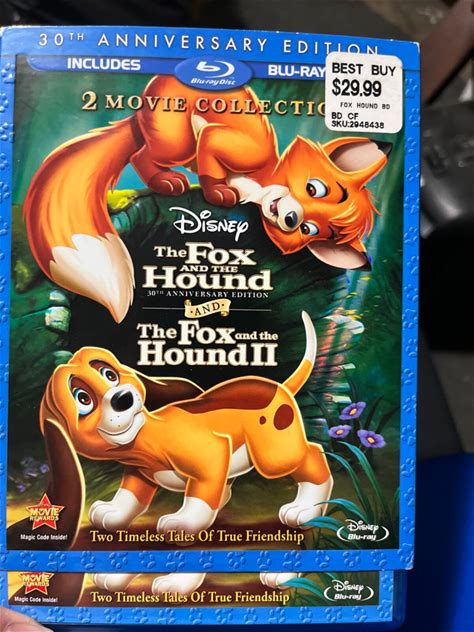 30TH ANNIVERSARY EDITION
INCLUDES
Blu-ray Disc
BLU-RAY
BEST BUY
$29.99
FOX HOUND BD
BD CF
SKU:2948438
2 MOVIE COLLECTIO
Disney
The Fox
AND THE
Hound
30TH ANNIVERSARY EDITION
AND
The Fox and the
Hound II
MOVIE
REWARDS
Magic Code Inside!
Two Timeless Tales Of True Friendship
Disney
Blu-ray
MOVIE
REWARDS
Magic Code Inside!
Two Timeless Tales Of True Friendship
Disney
Blu-ray